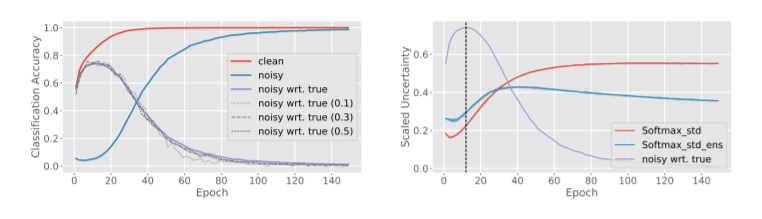 Classification Accuracy
1.0
0.8
0.6
0.4
0.2
0.0
clean
noisy
noisy wrt. true
noisy wrt. true (0.1)
noisy wrt. true (0.3)
noisy wrt. true (0.5)
0 20 40 60 80 100 120 140
Epoch
Scaled Uncertainty
0.6
0.4
0.2
0.0
Softmax_std
Softmax_std_ens
noisy wrt. true
0 20 40 60 80 100 120 140
Epoch